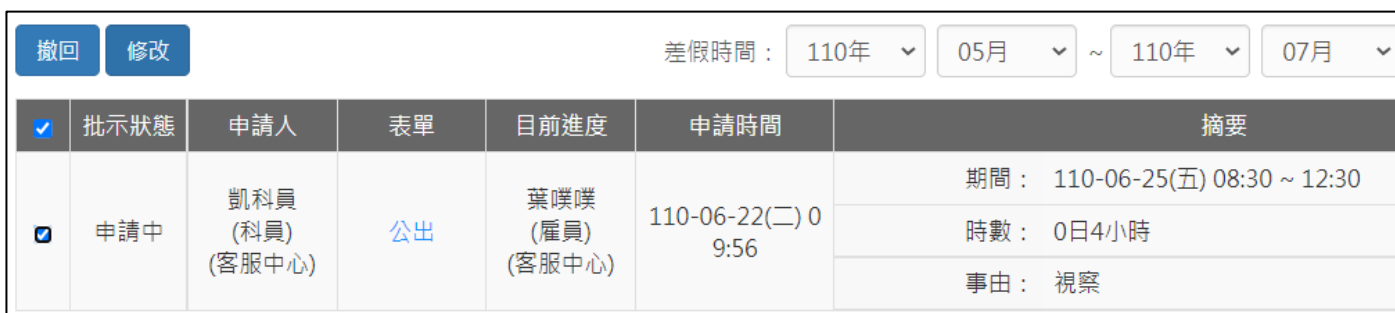 撤回 修改 差假時間： 110年 05月 ~ 110年 07月
批示狀態 申請人 表單 目前進度 申請時間 摘要
申請中
凱科員
(科員)
(客服中心)
公出
葉噗噗
(雇員)
(客服中心)
110-06-22(二) 0
9:56
期間： 110-06-25(五) 08:30 ~ 12:30
時數： 0日4小時
事由： 視察